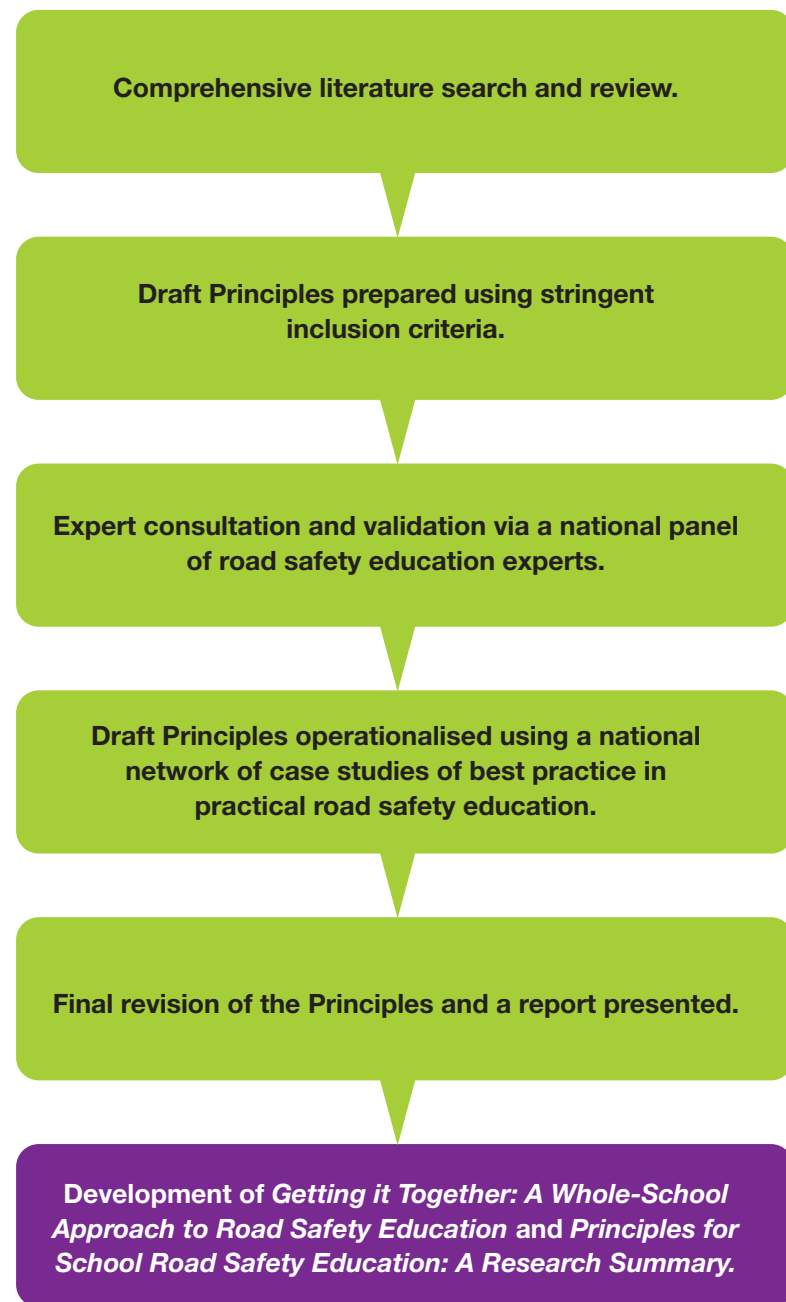 Comprehensive literature search and review.
Draft Principles prepared using stringent
inclusion criteria.
Expert consultation and validation via a national panel
of road safety education experts.
Draft Principles operationalised using a national
network of case studies of best practice in
practical road safety education.
Final revision of the Principles and a report presented.
Development of Getting it Together: A Whole-School
Approach to Road Safety Education and Principles for
School Road Safety Education: A Research Summary.